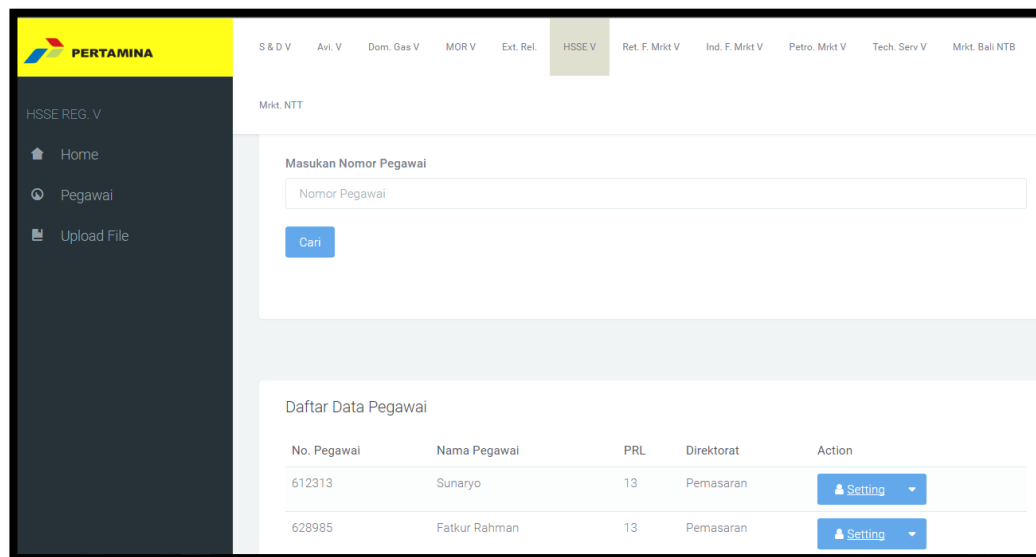 PERTAMINA
S & D V Avi. V Dom. Gas V MOR V Ext. Rel. HSSE V Ret. F. Mrkt V Ind. F. Mrkt V Petro. Mrkt V Tech. Serv V Mrkt. Bali NTB
Mrkt. NTT
HSSE REG. V
Home
Pegawai
Upload File
Masukan Nomor Pegawai
Nomor Pegawai
Cari
Daftar Data Pegawai
No. Pegawai Nama Pegawai PRL Direktorat Action
612313 Sunaryo 13 Pemasaran Setting
628985 Fatkur Rahman 13 Pemasaran Setting